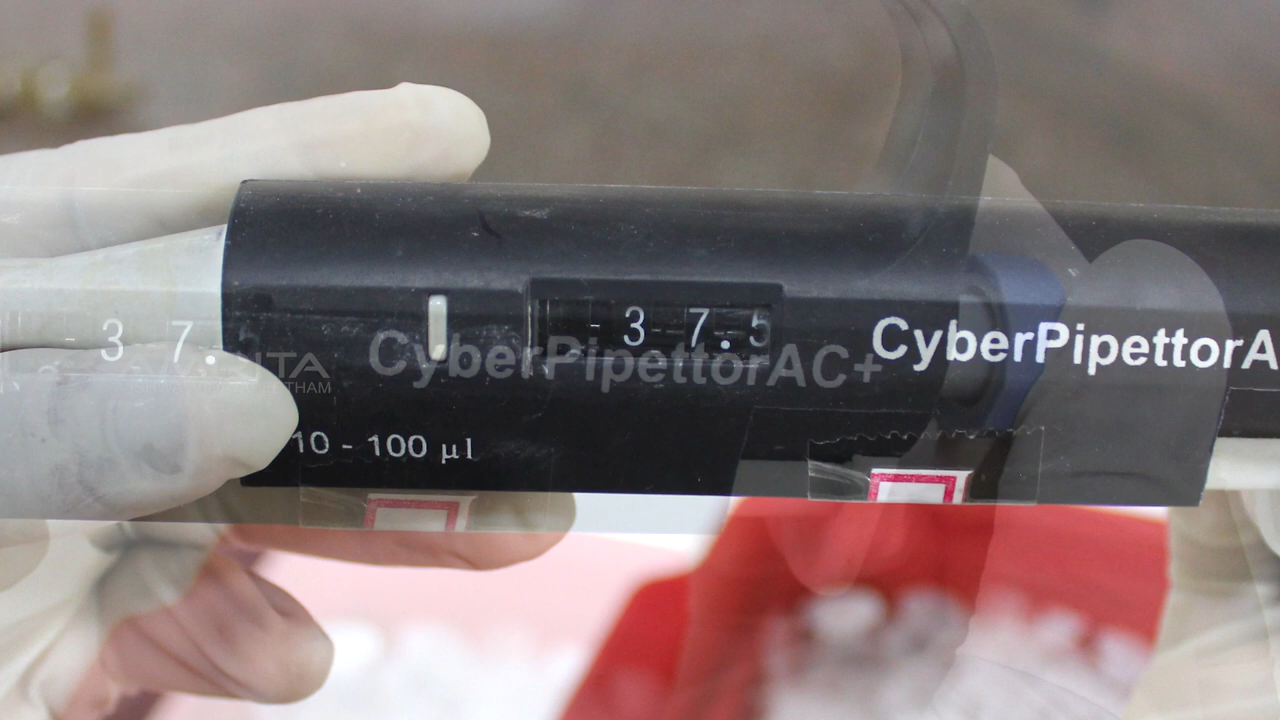 - 3 7.5
CyberPipettorA
- 3 7.
CyberPipettorAC+
10 - 100 µl